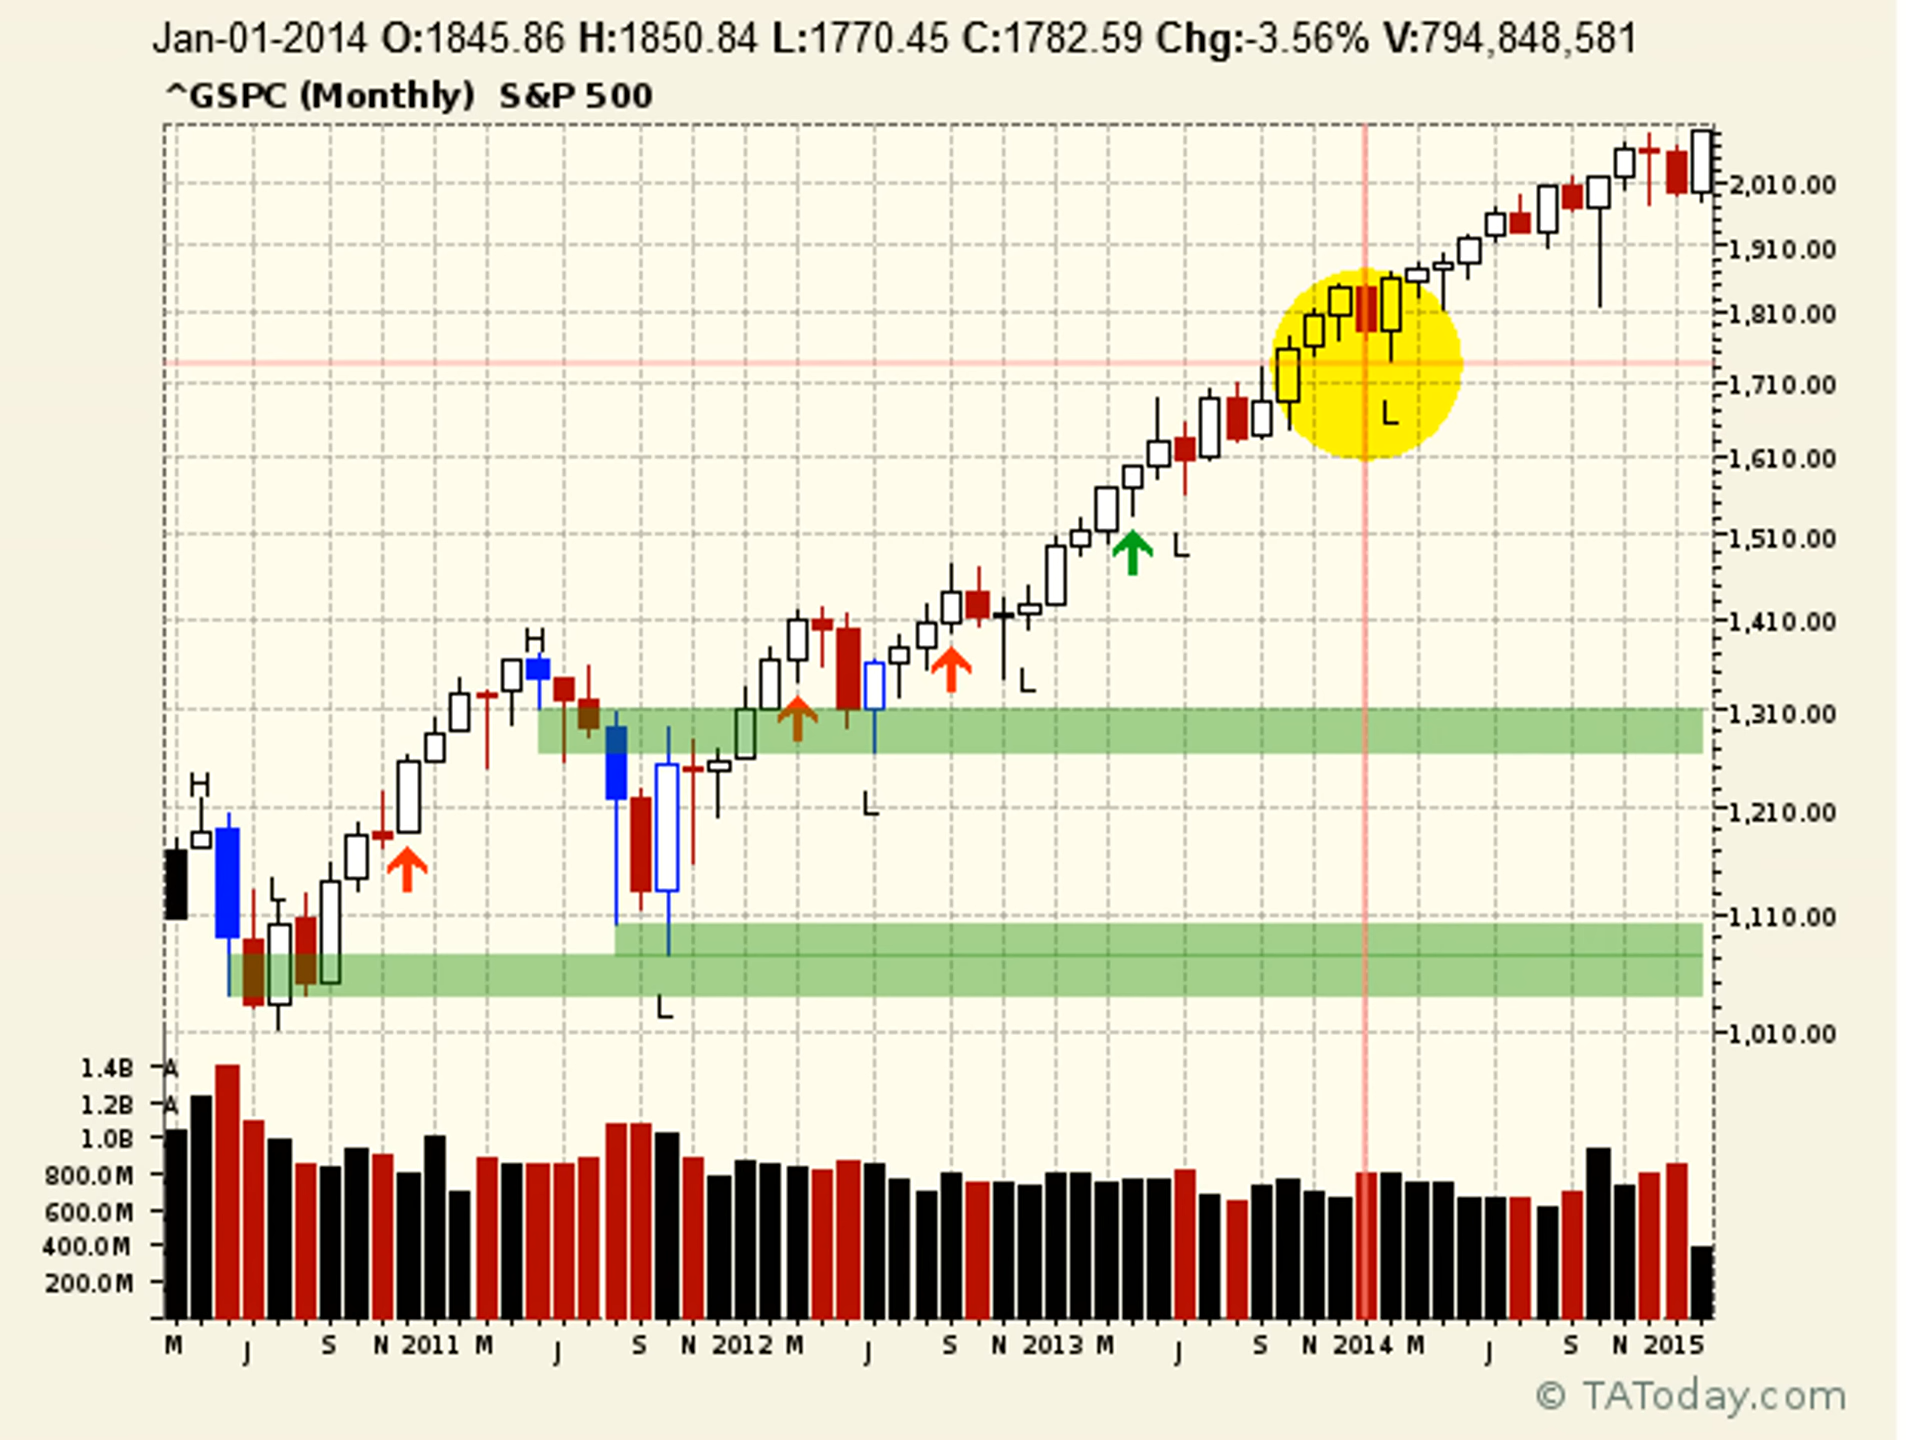 Jan-01-2014 O:1845.86 H:1850.84 L:1770.45 C:1782.59 Chg:-3.56% V:794,848,581
^GSPC (Monthly) S&P 500
2,010.00
1,910.00
1,810.00
1,710.00
L
1,610.00
1,510.00
L
1,410.00
H
L
1,310.00
H
L
1,210.00
L
1,110.00
L
1,010.00
1.4B A
1.2B A
1.0B
800.0M
600.0M
400.0M
200.0M
M J S N 2011 M J S N 2012 M J S N 2013 M J S N 2014 M J S N 2015
© TAToday.com